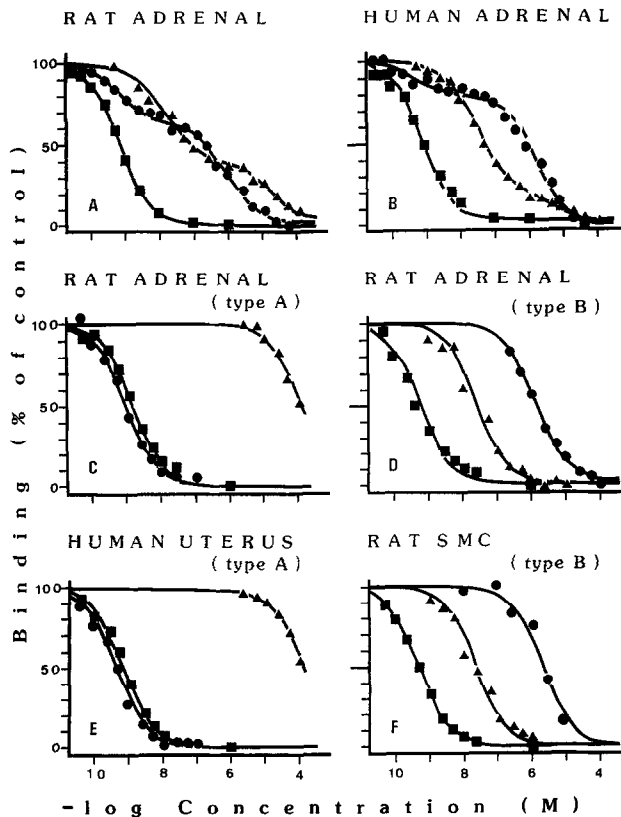 RAT ADRENAL
HUMAN ADRENAL
100
50
0
A
B
RAT ADRENAL
(type A)
RAT ADRENAL
(type B)
100
50
0
C
D
HUMAN UTERUS
(type A)
RAT SMC
(type B)
100
50
0
E
F
10 8 6 4
10 8 6 4
Binding (% of control)
-log Concentration (M)